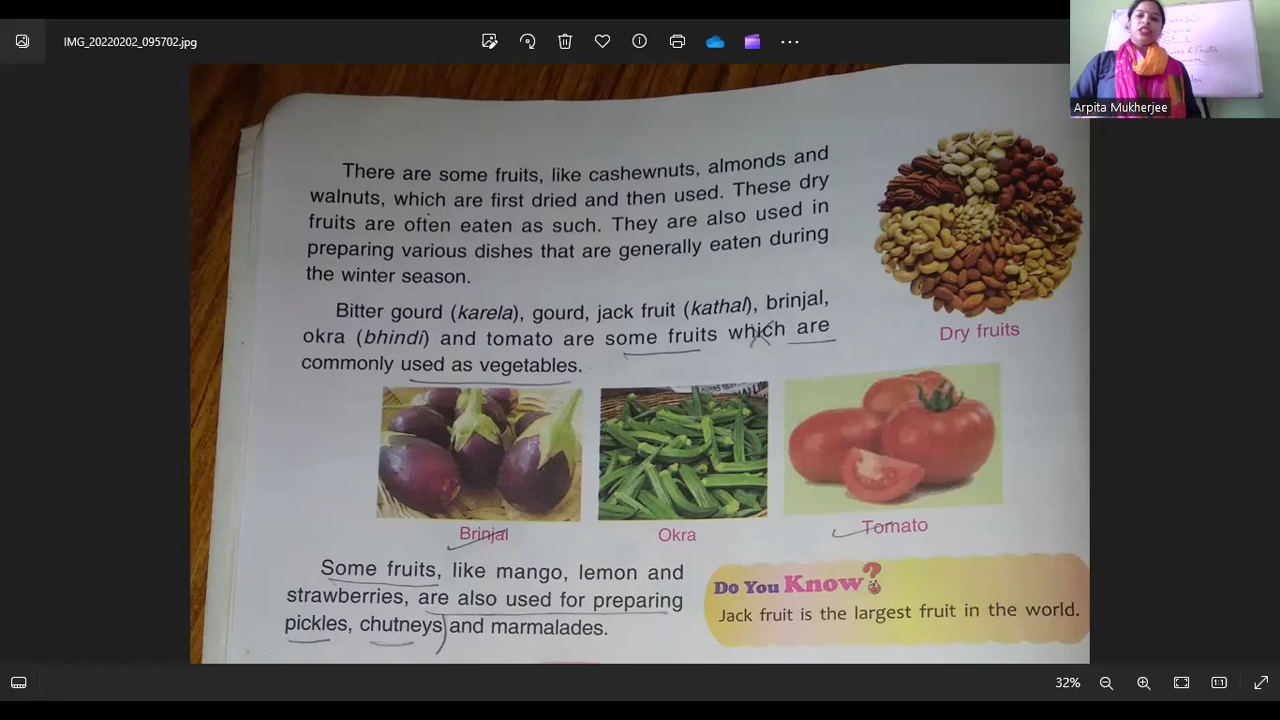 IMG_20220202_095702.jpg
Arpita Mukherjee
There are some fruits, like cashewnuts, almonds and
walnuts, which are first dried and then used. These dry
fruits are often eaten as such. They are also used in
preparing various dishes that are generally eaten during
the winter season.
Dry fruits
Bitter gourd (karela), gourd, jack fruit (kathal), brinjal,
okra (bhindi) and tomato are some fruits which are
commonly used as vegetables.
Brinjal
Okra
Tomato
Some fruits, like mango, lemon and
strawberries, are also used for preparing
pickles, chutneys and marmalades.
Do You Know?
Jack fruit is the largest fruit in the world.
32%
1:1